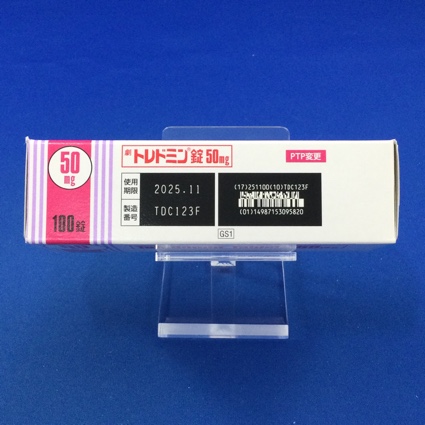 50
mg
100錠
劇 トレドミン®錠50mg
PTP変更
使用
期限
2025.11
製造
番号
TDC123F
(17)251100(10)TDC123F
(01)14987153095820
GS1